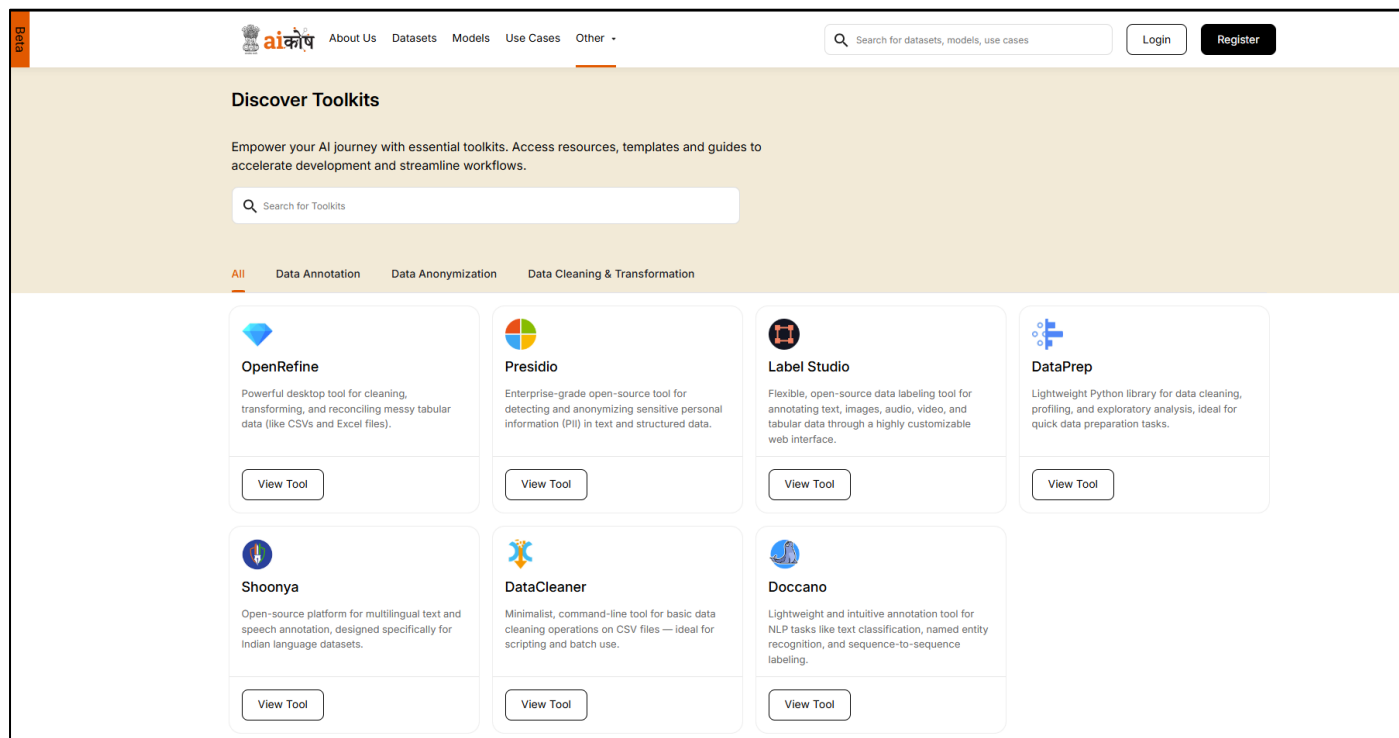 Beta
aiकोष About Us Datasets Models Use Cases Other Search for datasets, models, use cases Login Register
Discover Toolkits
Empower your AI journey with essential toolkits. Access resources, templates and guides to
accelerate development and streamline workflows.
Search for Toolkits
All Data Annotation Data Anonymization Data Cleaning & Transformation
OpenRefine
Powerful desktop tool for cleaning,
transforming, and reconciling messy tabular
data (like CSVs and Excel files).
View Tool
Presidio
Enterprise-grade open-source tool for
detecting and anonymizing sensitive personal
information (PII) in text and structured data.
View Tool
Label Studio
Flexible, open-source data labeling tool for
annotating text, images, audio, video, and
tabular data through a highly customizable
web interface.
View Tool
DataPrep
Lightweight Python library for data cleaning,
profiling, and exploratory analysis, ideal for
quick data preparation tasks.
View Tool
Shoonya
Open-source platform for multilingual text and
speech annotation, designed specifically for
Indian language datasets.
View Tool
DataCleaner
Minimalist, command-line tool for basic data
cleaning operations on CSV files — ideal for
scripting and batch use.
View Tool
Doccano
Lightweight and intuitive annotation tool for
NLP tasks like text classification, named entity
recognition, and sequence-to-sequence
labeling.
View Tool